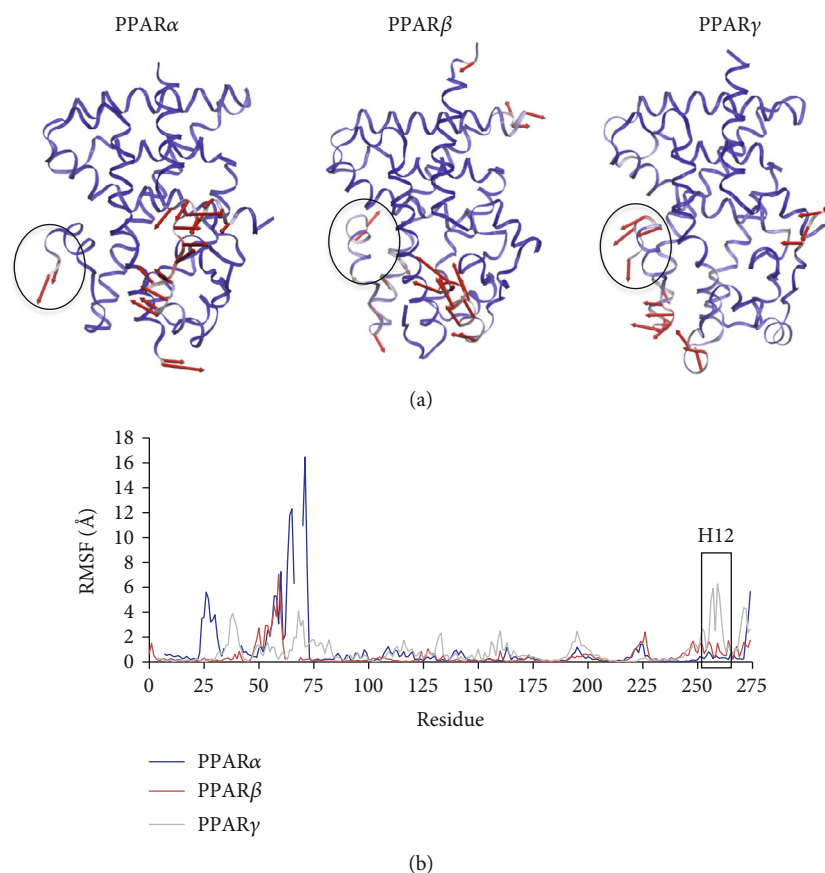 PPARα PPARβ PPARγ
(a)
18
16
14
12
10
8
6
4
2
0
RMSF (Å)
H12
0 25 50 75 100 125 150 175 200 225 250 275
Residue
PPARα
PPARβ
PPARγ
(b)